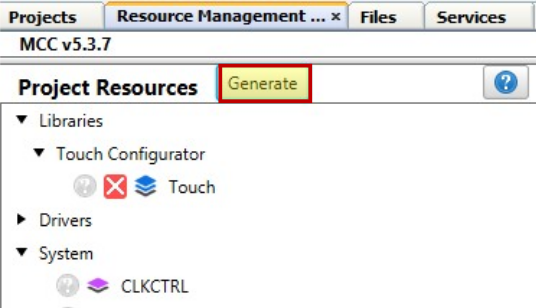 Projects Resource Management ... × Files Services
MCC v5.3.7
Project Resources Generate ?
Libraries
Touch Configurator
? Touch
Drivers
System
? CLKCTRL